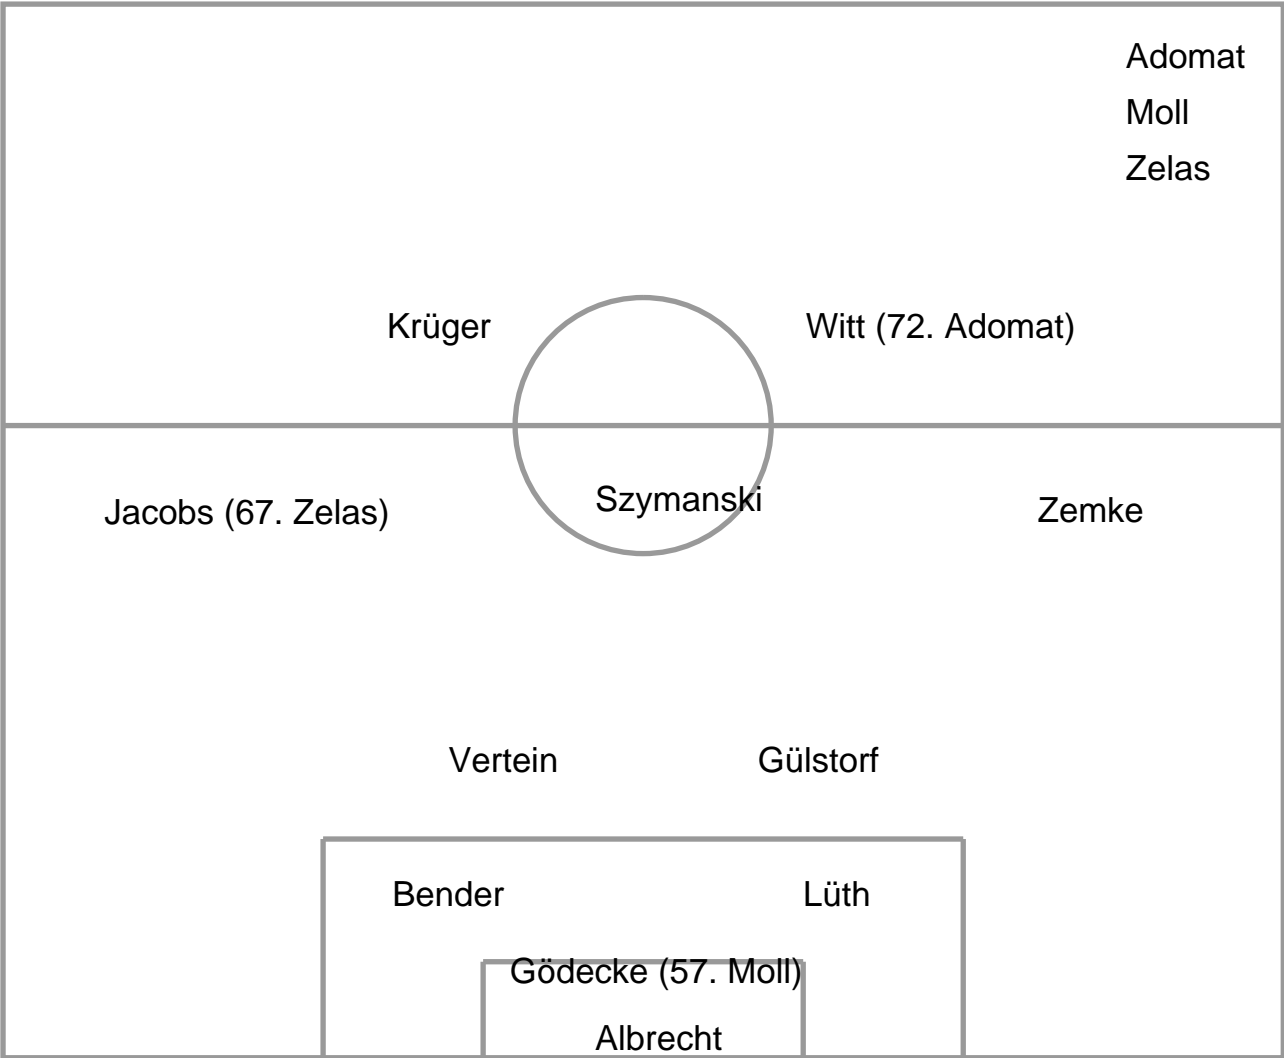 Adomat
Moll
Zelas
Krüger
Witt (72. Adomat)
Jacobs (67. Zelas)
Szymanski
Zemke
Vertein
Gülstorf
Bender
Lüth
Gödecke (57. Moll)
Albrecht